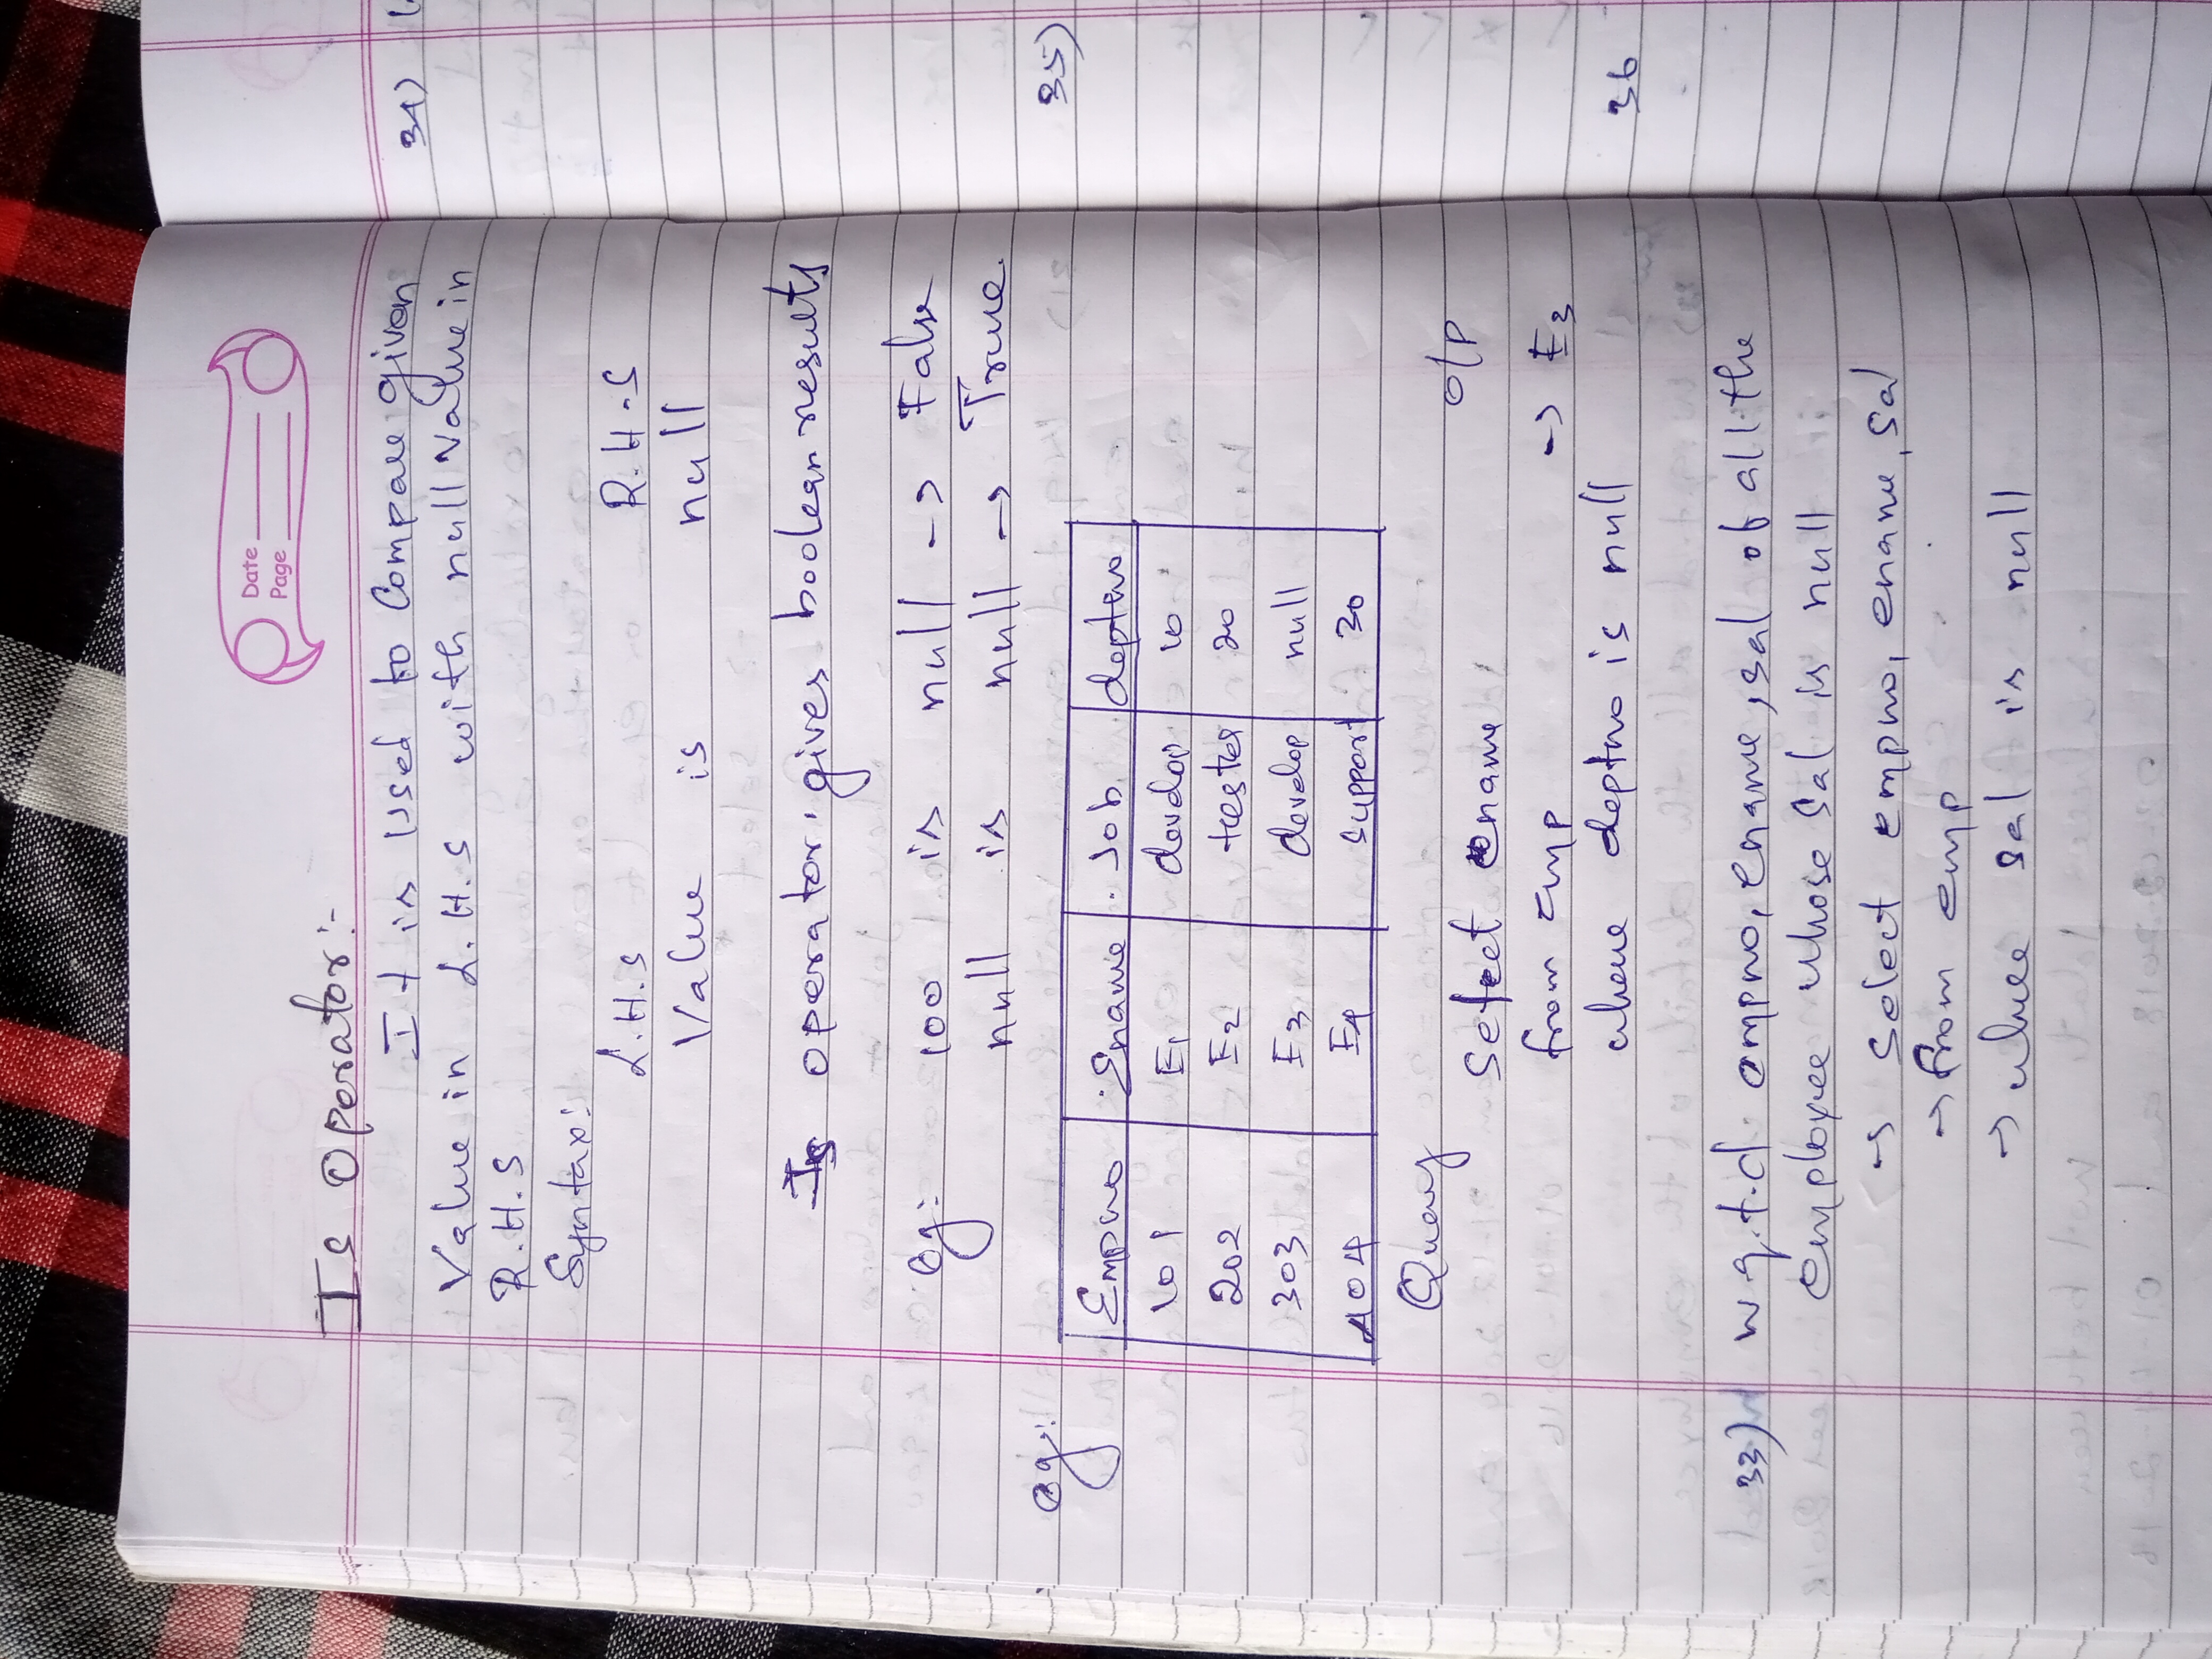 Date
Page
Is Operator:-
It is used to Compae given
Value in L.H.S with null value in
R.H.S
Syntax:
L.H.S R.H.S
Value is null
Is operator gives boolean results
eg: 100 is null → False
null is null → True.
eg:
Empno Ename Job deptno
101 E1 develop 10
202 E2 tester 20
303 E3 develop null
404 E4 support 30
Query O/P
Select ename
from emp → E3
where deptno is null
33) w q.t.d empno, ename, sal of all the
employee whose sal is null
→ Select empno, ename, sal
→ from emp
→ where sal is null
34)
35)
36